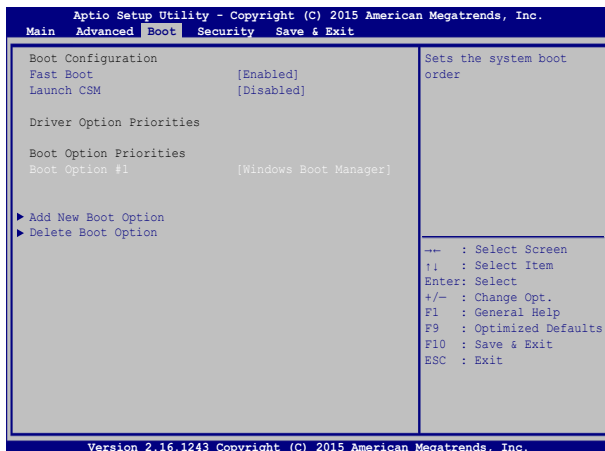 Aptio Setup Utility - Copyright (C) 2015 American Megatrends, Inc.
Main Advanced Boot Security Save & Exit
Boot Configuration
Fast Boot [Enabled]
Launch CSM [Disabled]
Driver Option Priorities
Boot Option Priorities
Boot Option #1 [Windows Boot Manager]
Add New Boot Option
Delete Boot Option
Sets the system boot
order
→← : Select Screen
↑↓ : Select Item
Enter: Select
+/— : Change Opt.
F1 : General Help
F9 : Optimized Defaults
F10 : Save & Exit
ESC : Exit
Version 2.16.1243 Copyright (C) 2015 American Megatrends, Inc.